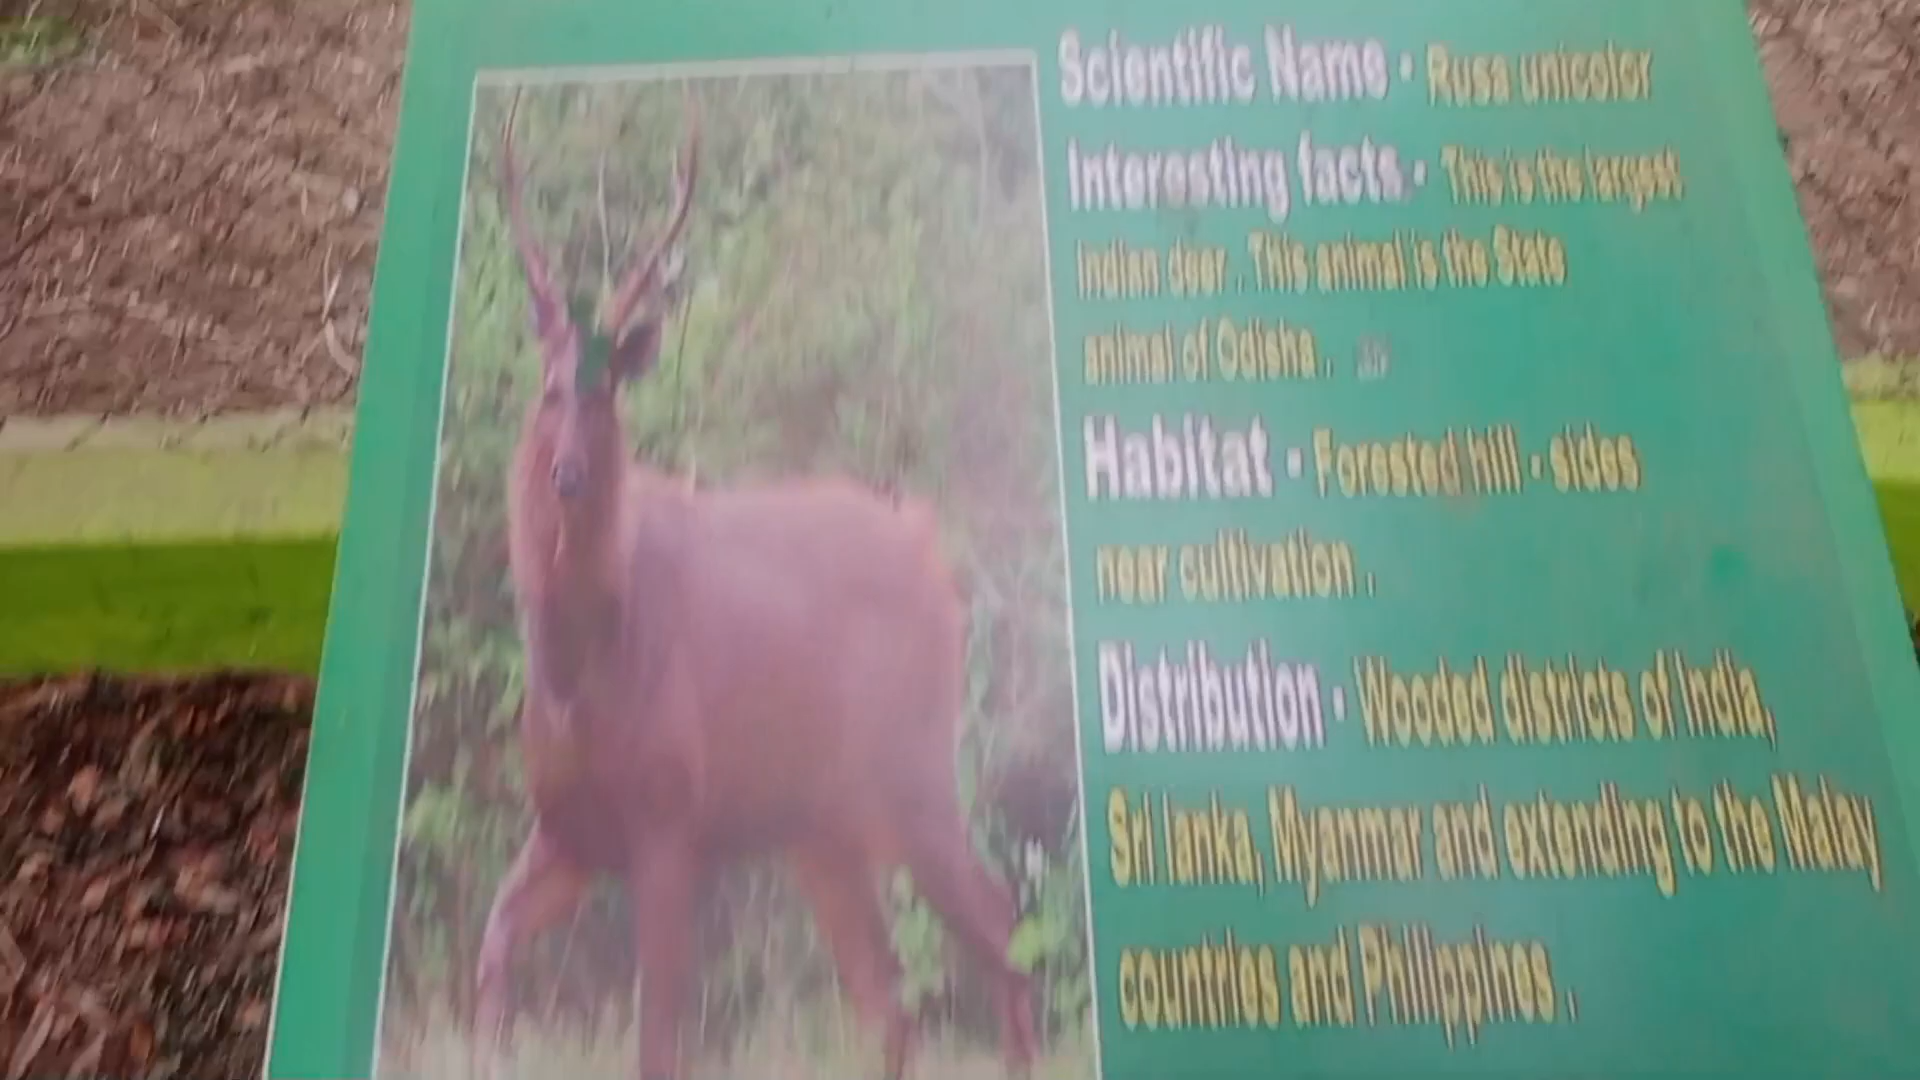 Scientific Name - Rusa unicolor
Interesting facts - This is the largest
Indian deer . This animal is the State
animal of Odisha .
Habitat - Forested hill - sides
near cultivation .
Distribution - Wooded districts of India,
Sri lanka, Myanmar and extending to the Malay
countries and Philippines .